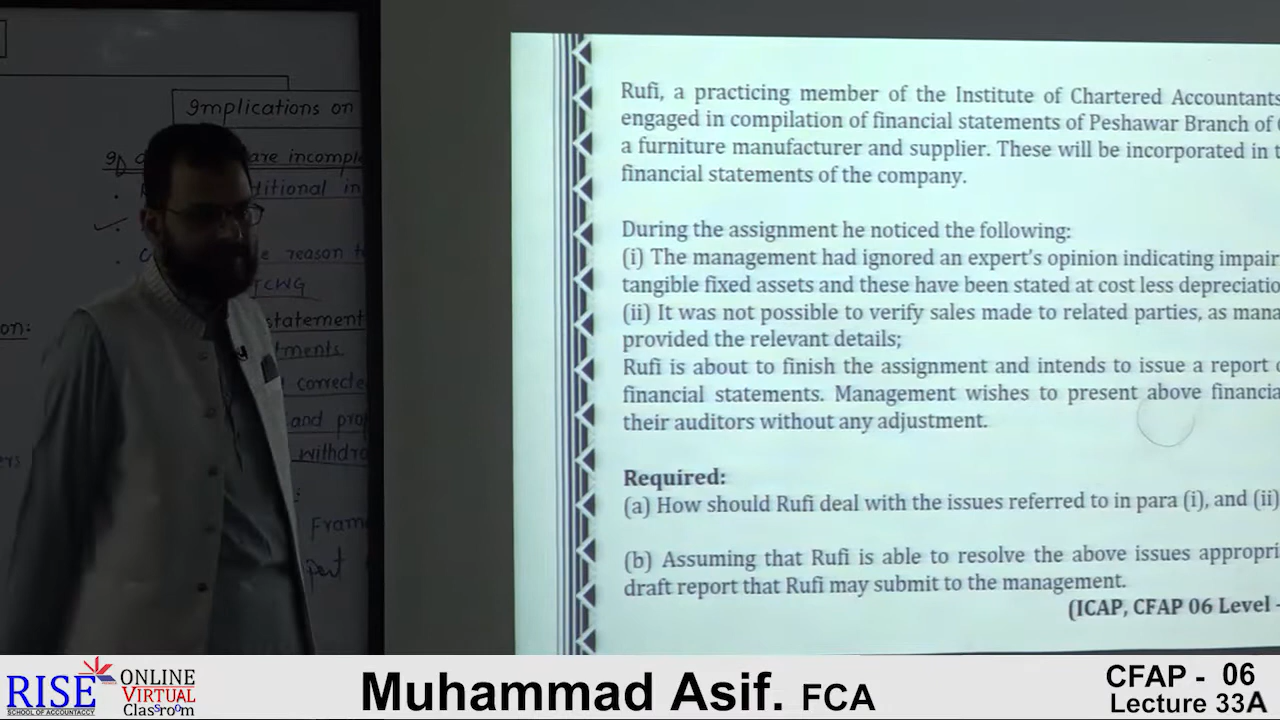 Implications on
are incompl
itional in
e reason to
TCWG
on:
statement
tments
correcte
and pro
withdra
Frame
Rufi, a practicing member of the Institute of Chartered Accountants
engaged in compilation of financial statements of Peshawar Branch of
a furniture manufacturer and supplier. These will be incorporated in t
financial statements of the company.
During the assignment he noticed the following:
(i) The management had ignored an expert's opinion indicating impair
tangible fixed assets and these have been stated at cost less depreciatio
(ii) It was not possible to verify sales made to related parties, as mana
provided the relevant details;
Rufi is about to finish the assignment and intends to issue a report
financial statements. Management wishes to present above financia
their auditors without any adjustment.
Required:
(a) How should Rufi deal with the issues referred to in para (i), and (ii)
(b) Assuming that Rufi is able to resolve the above issues appropri
draft report that Rufi may submit to the management.
(ICAP, CFAP 06 Level -
RISE
SCHOOL OF ACCOUNTANCY
ONLINE
VIRTUAL
Classroom
Muhammad Asif. FCA
CFAP - 06
Lecture 33A